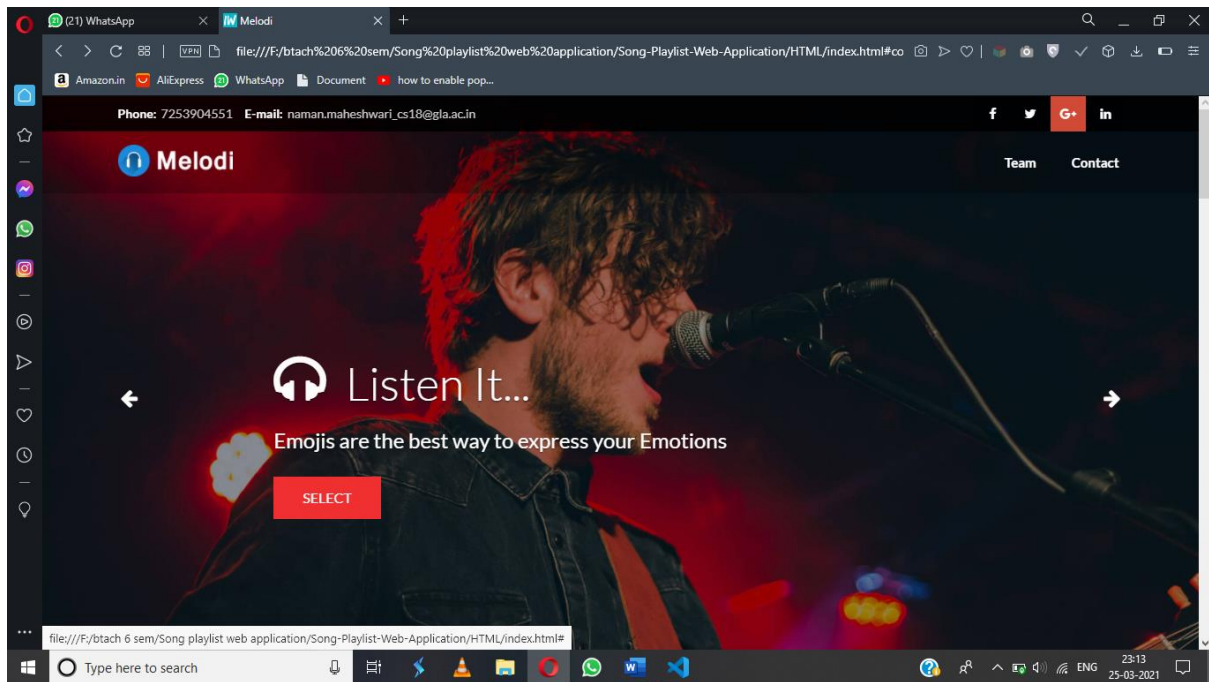 (21) WhatsApp
Melodi
VPN
file:///F:/btach%206%20sem/Song%20playlist%20web%20application/Song-Playlist-Web-Application/HTML/index.html#co
Amazon.in AliExpress WhatsApp Document how to enable pop...
Phone: 7253904551 E-mail: naman.maheshwari_cs18@gla.ac.in
f G+ in
Melodi
Team Contact
Listen It...
Emojis are the best way to express your Emotions
SELECT
file:///F:/btach 6 sem/Song playlist web application/Song-Playlist-Web-Application/HTML/index.html#
Type here to search
ENG
23:13
25-03-2021